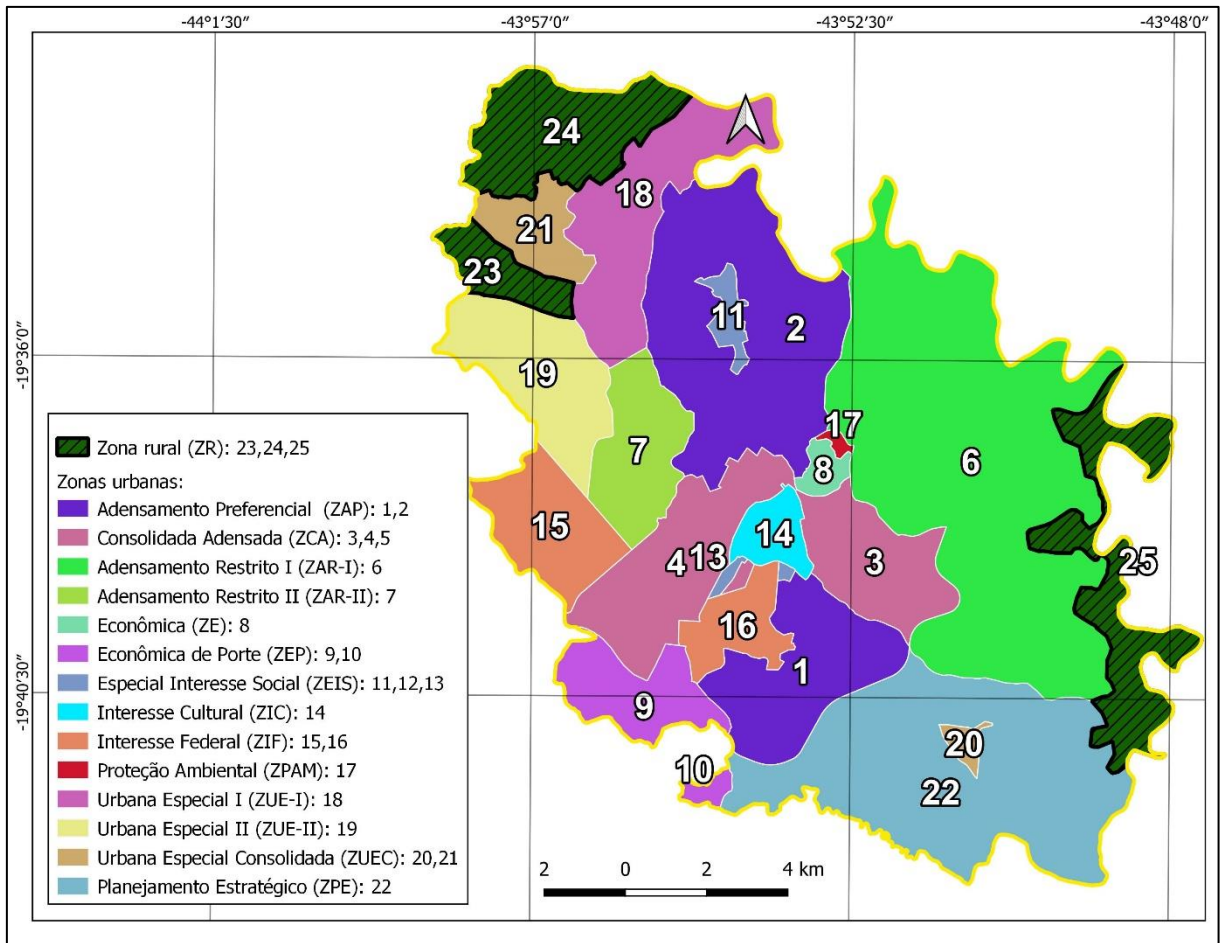 -44°1'30"
-43°57'0"
-43°52'30"
-43°48'0"
24
18
21
23
11
2
-19°36'0"
19
17
7
8
6
15
14
4
13
3
25
16
1
-19°40'30"
9
20
10
22
Zona rural (ZR): 23,24,25
Zonas urbanas:
Adensamento Preferencial (ZAP): 1,2
Consolidada Adensada (ZCA): 3,4,5
Adensamento Restrito I (ZAR-I): 6
Adensamento Restrito II (ZAR-II): 7
Econômica (ZE): 8
Econômica de Porte (ZEP): 9,10
Especial Interesse Social (ZEIS): 11,12,13
Interesse Cultural (ZIC): 14
Interesse Federal (ZIF): 15,16
Proteção Ambiental (ZPAM): 17
Urbana Especial I (ZUE-I): 18
Urbana Especial II (ZUE-II): 19
Urbana Especial Consolidada (ZUEC): 20,21
Planejamento Estratégico (ZPE): 22
2 0 2 4 km